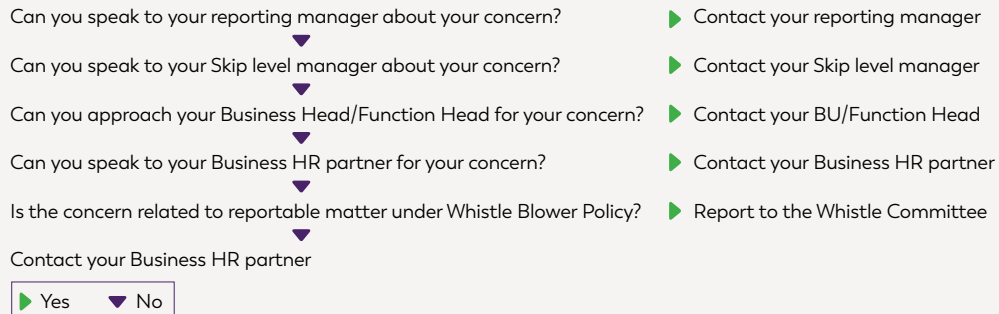 Can you speak to your reporting manager about your concern? Contact your reporting manager
Can you speak to your Skip level manager about your concern? Contact your Skip level manager
Can you approach your Business Head/Function Head for your concern? Contact your BU/Function Head
Can you speak to your Business HR partner for your concern? Contact your Business HR partner
Is the concern related to reportable matter under Whistle Blower Policy? Report to the Whistle Committee
Contact your Business HR partner
Yes No